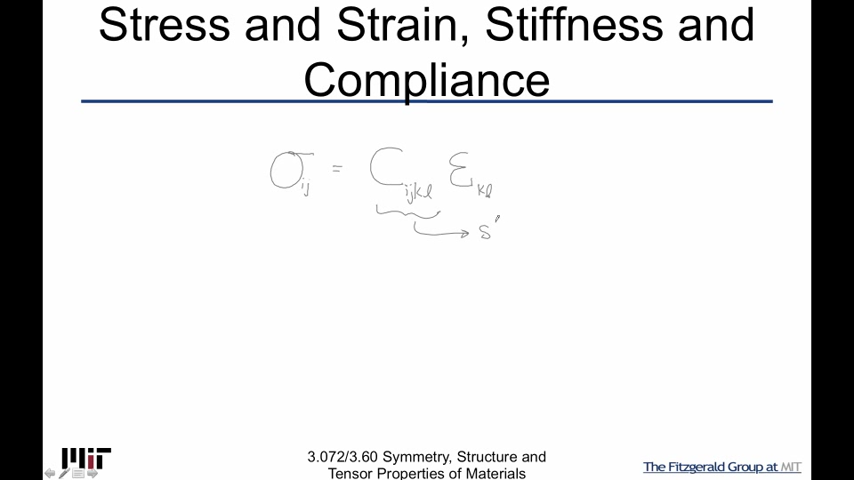 Stress and Strain, Stiffness and
Compliance
σij = Cijkl εkl
s
MIT
3.072/3.60 Symmetry, Structure and
Tensor Properties of Materials
The Fitzgerald Group at MIT